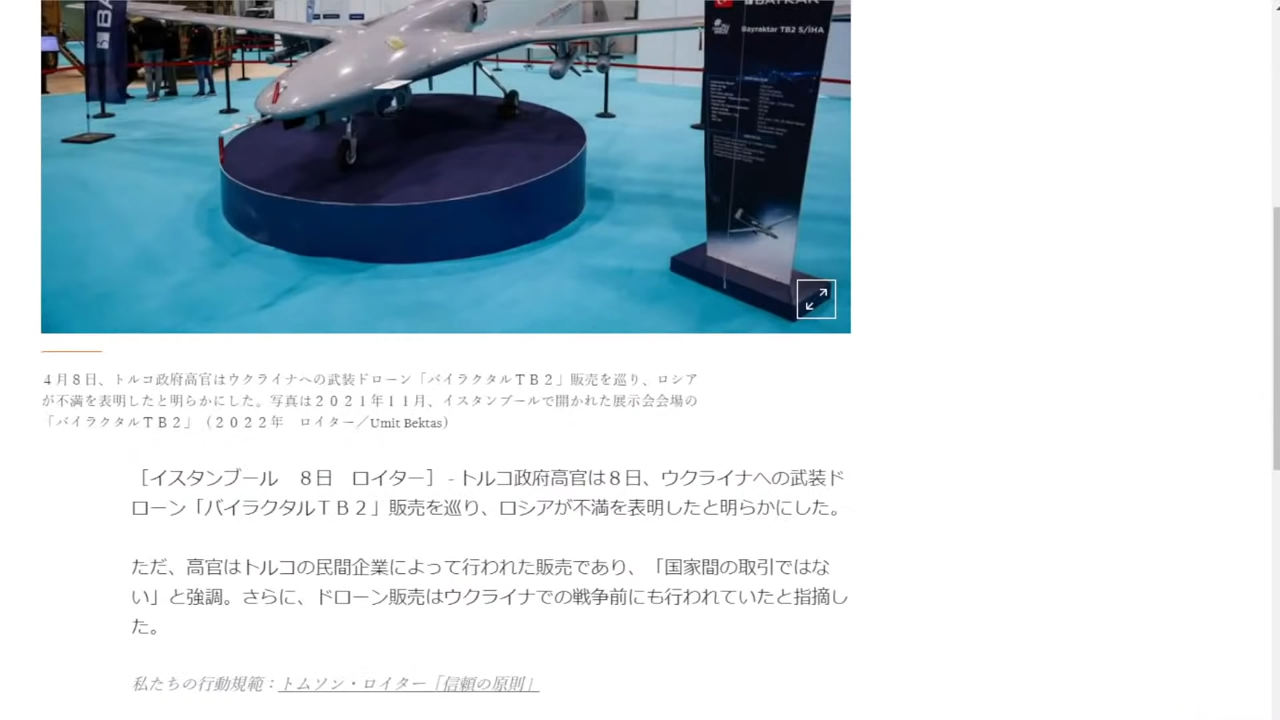 BA
BAYKAR
Bayraktar TB2 S/İHA
４月８日、トルコ政府高官はウクライナへの武装ドローン「バイラクタルＴＢ２」販売を巡り、ロシア
が不満を表明したと明らかにした。写真は２０２１年１１月、イスタンブールで開かれた展示会会場の
「バイラクタルＴＢ２」（２０２２年　ロイター／Umit Bektas）
［イスタンブール　８日　ロイター］ - トルコ政府高官は８日、ウクライナへの武装ド
ローン「バイラクタルＴＢ２」販売を巡り、ロシアが不満を表明したと明らかにした。
ただ、高官はトルコの民間企業によって行われた販売であり、「国家間の取引ではな
い」と強調。さらに、ドローン販売はウクライナでの戦争前にも行われていたと指摘し
た。
私たちの行動規範：トムソン・ロイター「信頼の原則」